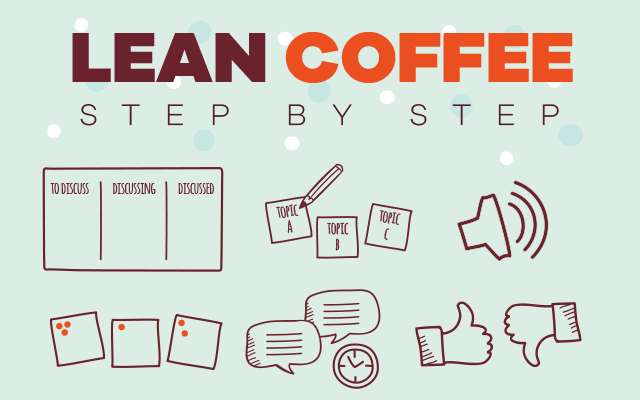 LEAN COFFEE
STEP BY STEP
TO DISCUSS DISCUSSING DISCUSSED
TOPIC
A
TOPIC
B
TOPIC
C